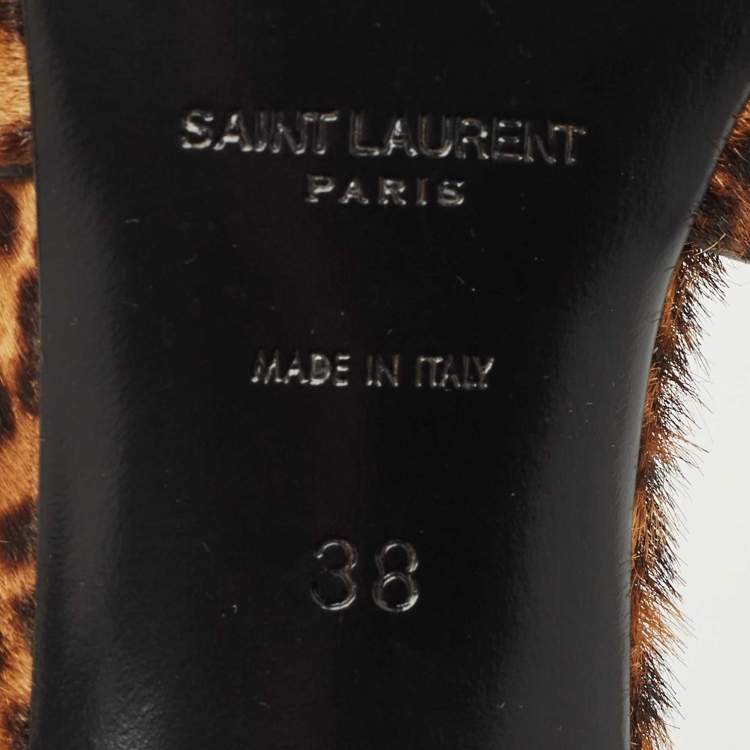 SAINT LAURENT
PARIS
MADE IN ITALY
38